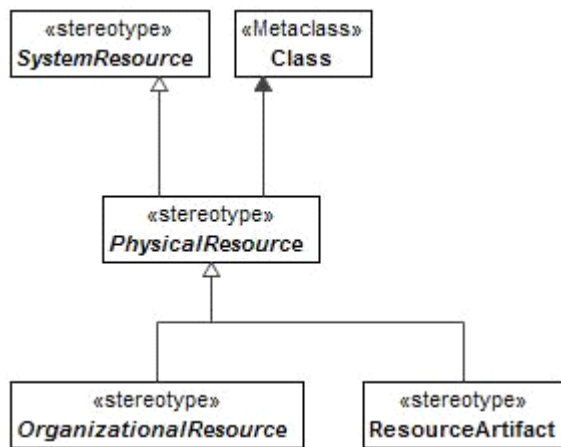 «stereotype»
SystemResource
«Metaclass»
Class
«stereotype»
PhysicalResource
«stereotype»
OrganizationalResource
«stereotype»
ResourceArtifact